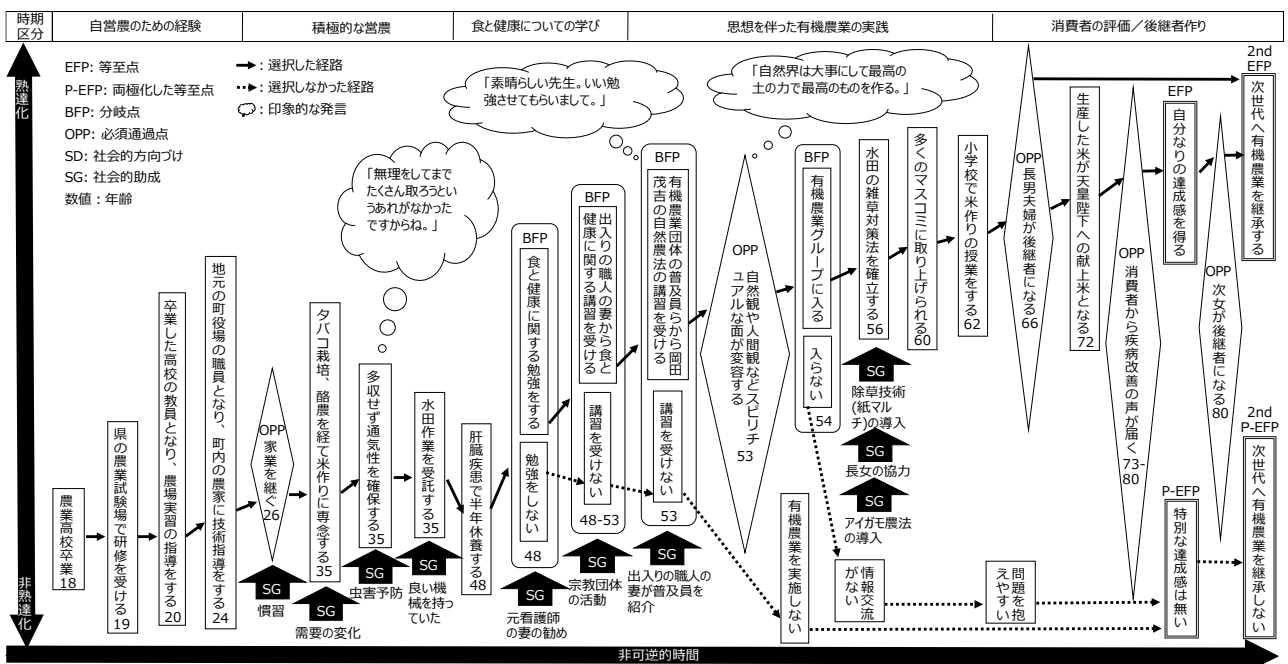 時期
区分
自営農のための経験
積極的な営農
食と健康についての学び
思想を伴った有機農業の実践
消費者の評価／後継者作り
熟達化
非熟達化
EFP: 等至点
P-EFP: 両極化した等至点
BFP: 分岐点
OPP: 必須通過点
SD: 社会的方向づけ
SG: 社会的助成
数値：年齢
：選択した経路
：選択しなかった経路
：印象的な発言
農業高校卒業
18
県の農業試験場で研修を受ける
19
卒業した高校の教員となり、農場実習の指導をする
20
地元の町役場の職員となり、町内の農家に技術指導をする
24
OPP
家業を継ぐ
26
SG
慣習
タバコ栽培、酪農を経て米作りに専念する
35
SG
需要の変化
「無理をしてまで
たくさん取ろうとい
うあれがなかった
ですからね。」
多収せず通気性を確保する
35
SG
虫害予防
水田作業を受託する
35
SG
良い機
械を持っ
ていた
肝臓疾患で半年休養する
48
BFP
食と健康に関する勉強をする
勉強をしない
48
SG
元看護師
の妻の勧め
BFP
出入りの職人の妻から食と
健康に関する講習を受ける
講習を受けない
48-53
SG
宗教団体
の活動
「素晴らしい先生。いい勉
強させてもらいまして。」
BFP
有機農業団体の普及員らから岡田
茂吉の自然農法の講習を受ける
講習を受けない
53
SG
出入りの職人の
妻が普及員を
紹介
「自然界は大事にして最高の
土の力で最高のものを作る。」
OPP
自然観や人間観などスピリチ
ュアルな面が変容する
53
有機農業を実施しない
BFP
有機農業グループに入る
入らない
54
情報交流
がない
水田の雑草対策法を確立する
56
SG
除草技術
(紙マル
チ)の導入
SG
長女の協力
SG
アイガモ農法
の導入
多くのマスコミに取り上げられる
60
小学校で米作りの授業をする
62
問題を抱
えやすい
OPP
長男夫婦が後継者になる
66
生産した米が天皇陛下への献上米となる
72
OPP
消費者から疾病改善の声が届く
73-
80
EFP
自分なりの達成感を得る
P-EFP
特別な達成感は無い
OPP
次女が後継者になる
80
2nd
EFP
次世代へ有機農業を継承する
2nd
P-EFP
次世代へ有機農業を継承しない
非可逆的時間